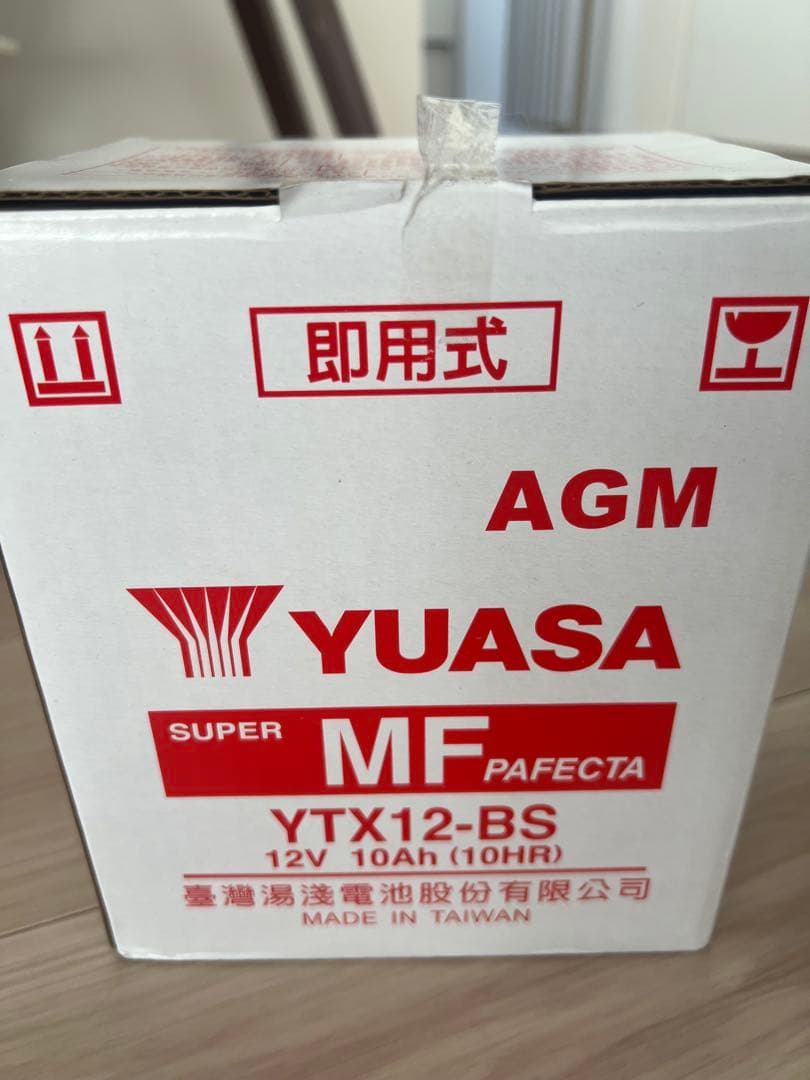 即用式
AGM
YUASA
SUPER MF PAFECTA
YTX12-BS
12V 10Ah (10HR)
臺灣湯淺電池股份有限公司
MADE IN TAIWAN